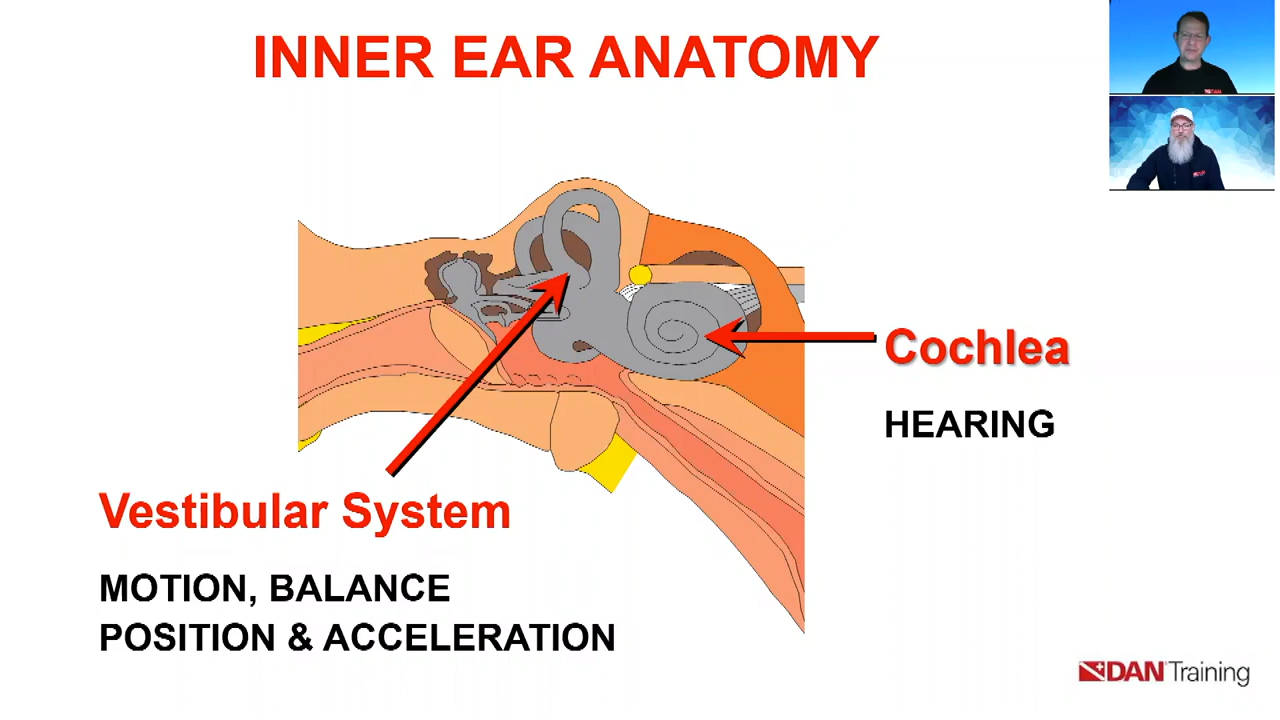 INNER EAR ANATOMY
Cochlea
HEARING
Vestibular System
MOTION, BALANCE
POSITION & ACCELERATION
DAN Training